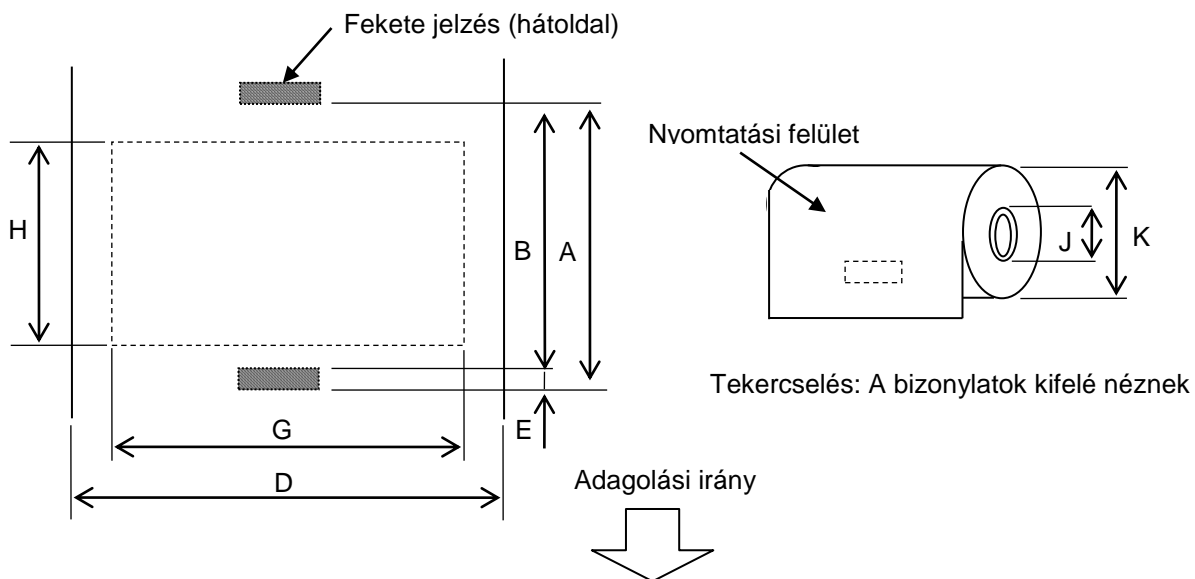 Fekete jelzés (hátoldal)
Nyomtatási felület
H
B
A
J
K
E
G
D
Tekercselés: A bizonylatok kifelé néznek
Adagolási irány